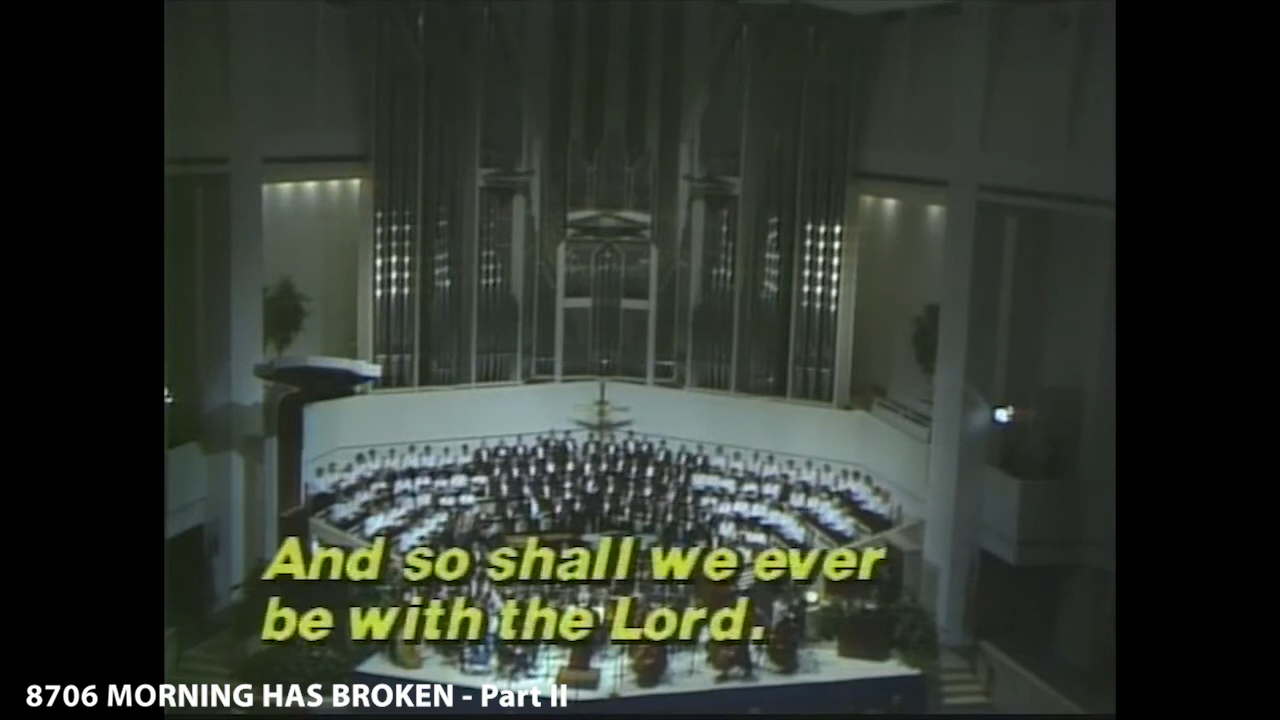 And so shall we ever
be with the Lord.
8706 MORNING HAS BROKEN - Part II